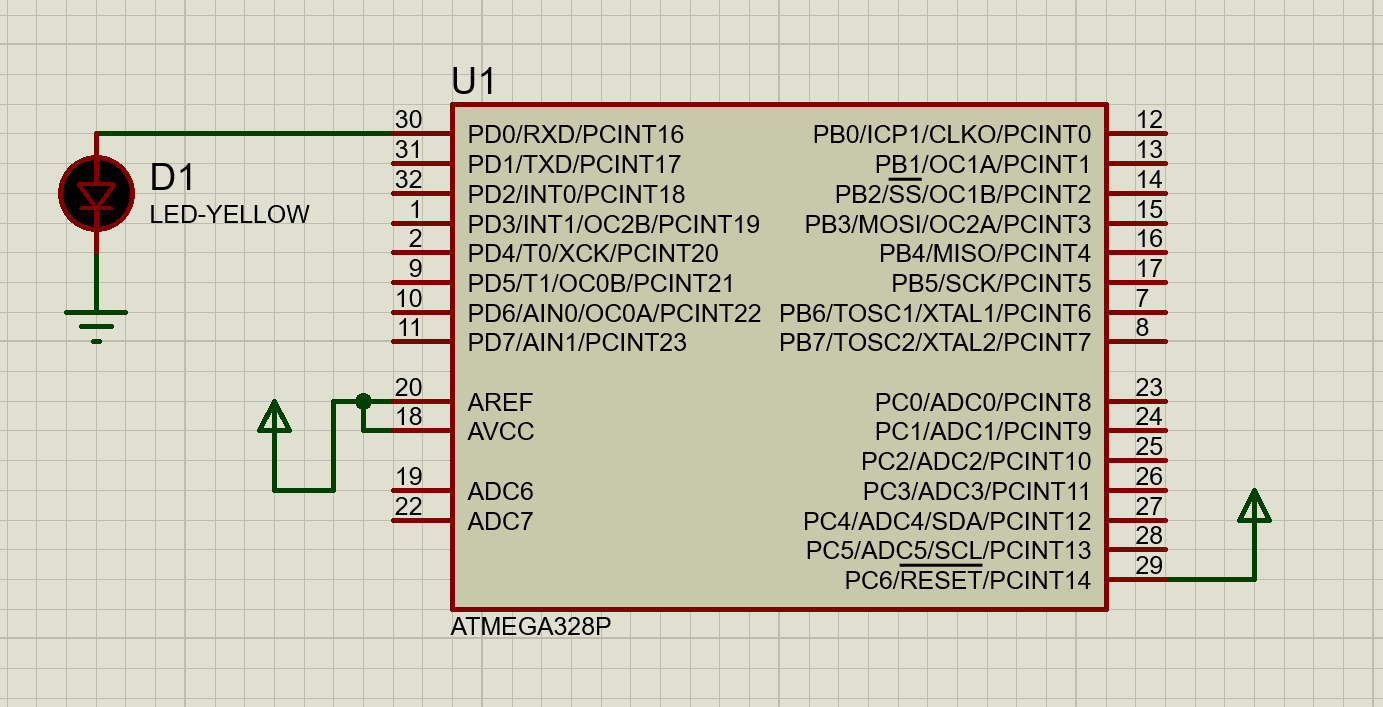 U1
30 PD0/RXD/PCINT16
31 PD1/TXD/PCINT17
32 PD2/INT0/PCINT18
1 PD3/INT1/OC2B/PCINT19
2 PD4/T0/XCK/PCINT20
9 PD5/T1/OC0B/PCINT21
10 PD6/AIN0/OC0A/PCINT22
11 PD7/AIN1/PCINT23
20 AREF
18 AVCC
19 ADC6
22 ADC7
PB0/ICP1/CLKO/PCINT0 12
PB1/OC1A/PCINT1 13
PB2/SS/OC1B/PCINT2 14
PB3/MOSI/OC2A/PCINT3 15
PB4/MISO/PCINT4 16
PB5/SCK/PCINT5 17
PB6/TOSC1/XTAL1/PCINT6 7
PB7/TOSC2/XTAL2/PCINT7 8
PC0/ADC0/PCINT8 23
PC1/ADC1/PCINT9 24
PC2/ADC2/PCINT10 25
PC3/ADC3/PCINT11 26
PC4/ADC4/SDA/PCINT12 27
PC5/ADC5/SCL/PCINT13 28
PC6/RESET/PCINT14 29
ATMEGA328P
D1
LED-YELLOW